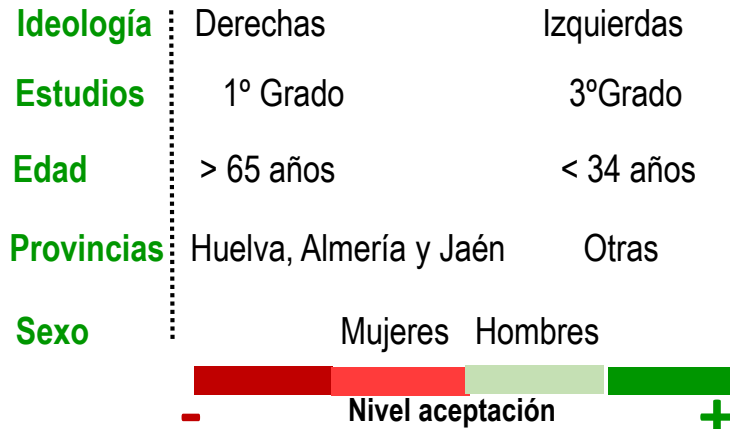 Ideología Derechas Izquierdas
Estudios 1º Grado 3ºGrado
Edad > 65 años < 34 años
Provincias Huelva, Almería y Jaén Otras
Sexo Mujeres Hombres
- Nivel aceptación +